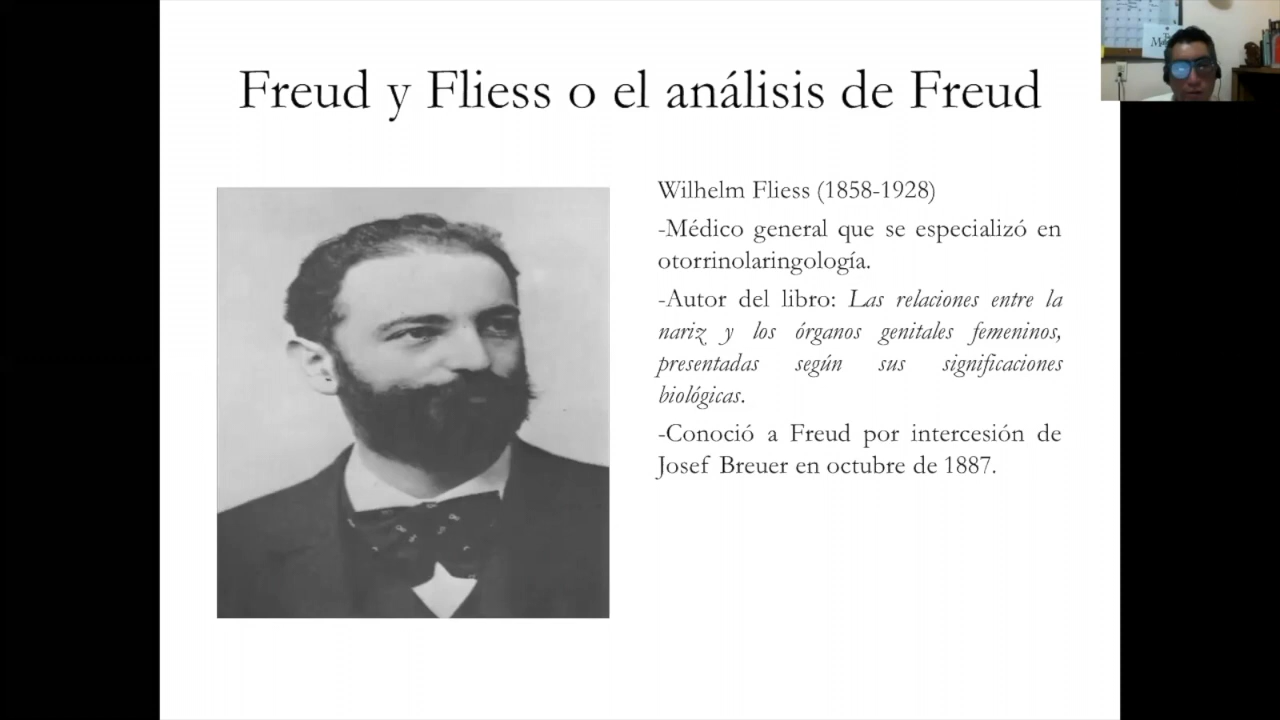 Freud y Fliess o el análisis de Freud
Wilhelm Fliess (1858-1928)
-Médico general que se especializó en
otorrinolaringología.
-Autor del libro: Las relaciones entre la
nariz y los órganos genitales femeninos,
presentadas según sus significaciones
biológicas.
-Conoció a Freud por intercesión de
Josef Breuer en octubre de 1887.